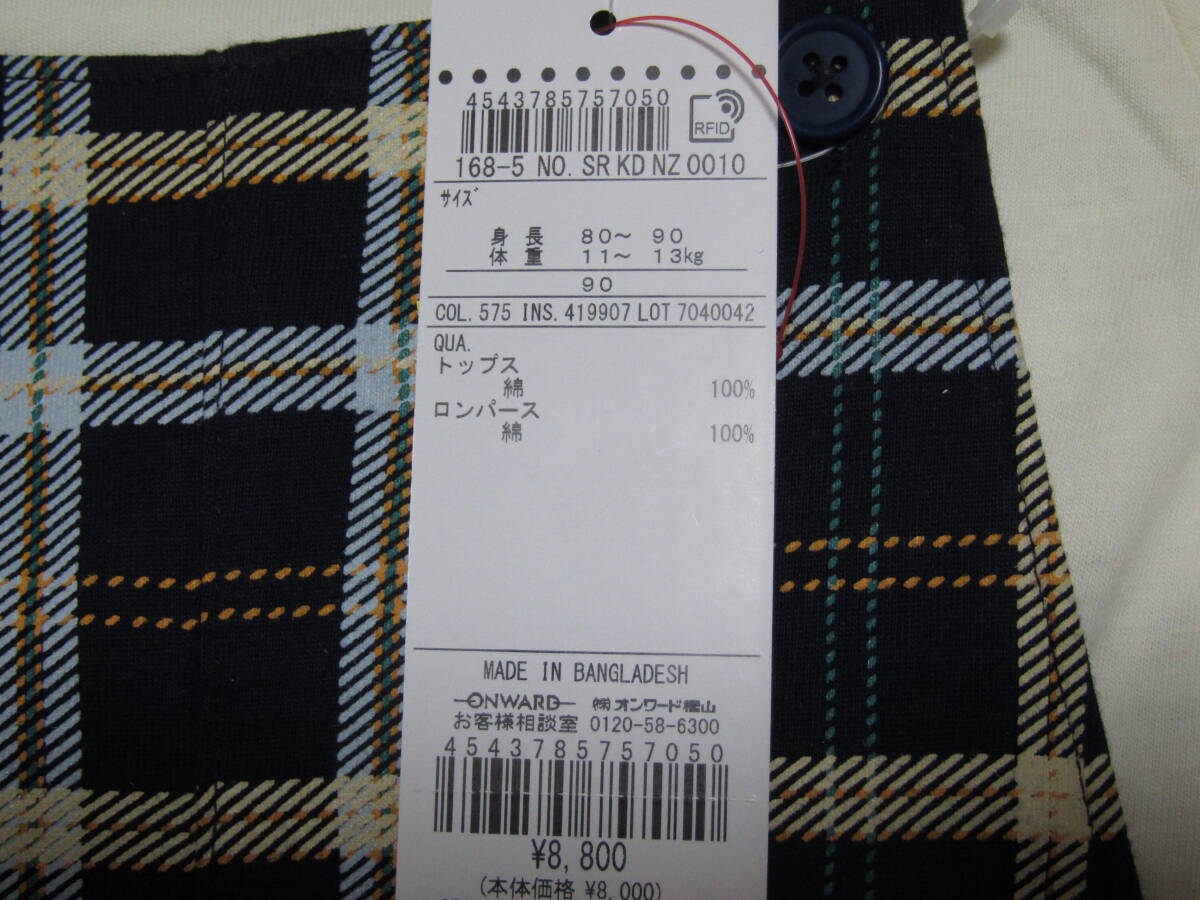 4543785757050
RFID
168-5 NO. SR KD NZ 0010
サイズ
身長 80～ 90
体重 11～ 13kg
90
COL. 575 INS. 419907 LOT 7040042
QUA.
トップス
綿 100%
ロンパース
綿 100%
MADE IN BANGLADESH
ONWARD ㈱オンワード樫山
お客様相談室 0120-58-6300
4543785757050
¥8,800
(本体価格 ¥8,000)